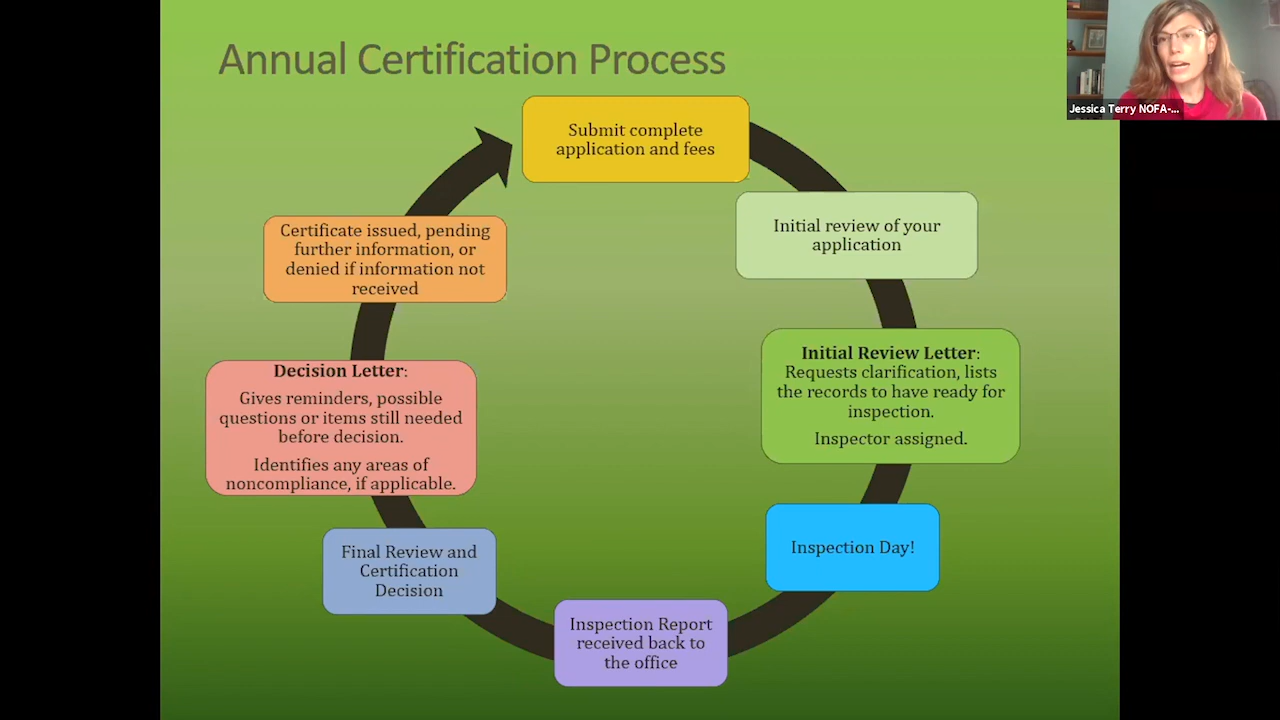 Annual Certification Process
Jessica Terry NOFA-...
Submit complete
application and fees
Initial review of your
application
Initial Review Letter:
Requests clarification, lists
the records to have ready for
inspection.
Inspector assigned.
Inspection Day!
Inspection Report
received back to
the office
Final Review and
Certification
Decision
Decision Letter:
Gives reminders, possible
questions or items still needed
before decision.
Identifies any areas of
noncompliance, if applicable.
Certificate issued, pending
further information, or
denied if information not
received